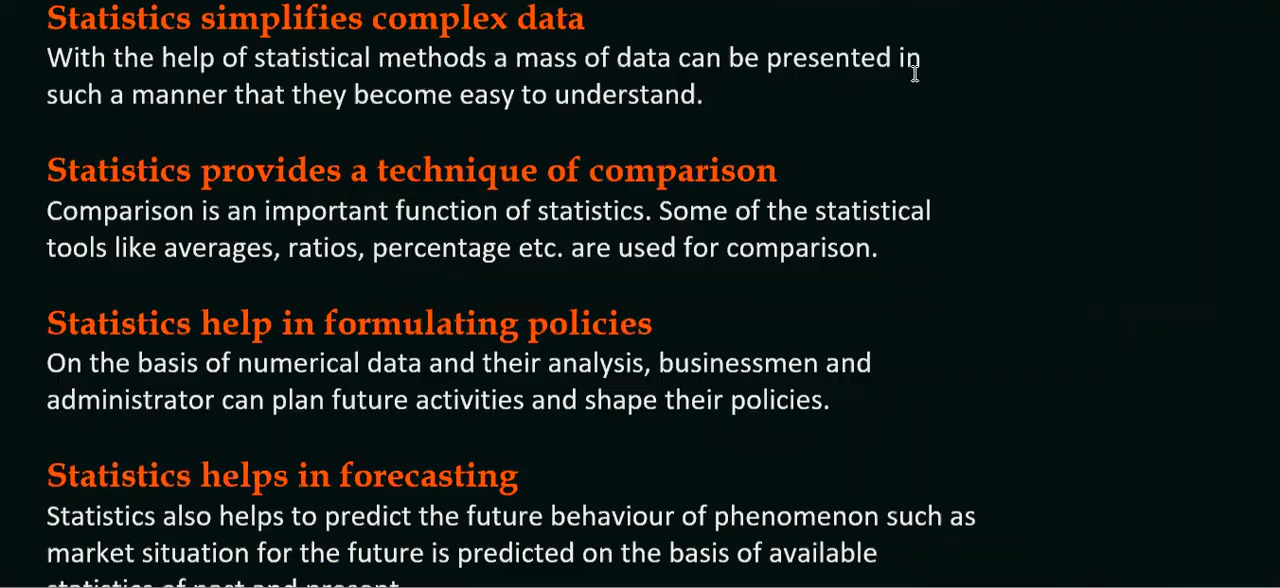 Statistics simplifies complex data
With the help of statistical methods a mass of data can be presented in
such a manner that they become easy to understand.
Statistics provides a technique of comparison
Comparison is an important function of statistics. Some of the statistical
tools like averages, ratios, percentage etc. are used for comparison.
Statistics help in formulating policies
On the basis of numerical data and their analysis, businessmen and
administrator can plan future activities and shape their policies.
Statistics helps in forecasting
Statistics also helps to predict the future behaviour of phenomenon such as
market situation for the future is predicted on the basis of available
statistics of past and present.